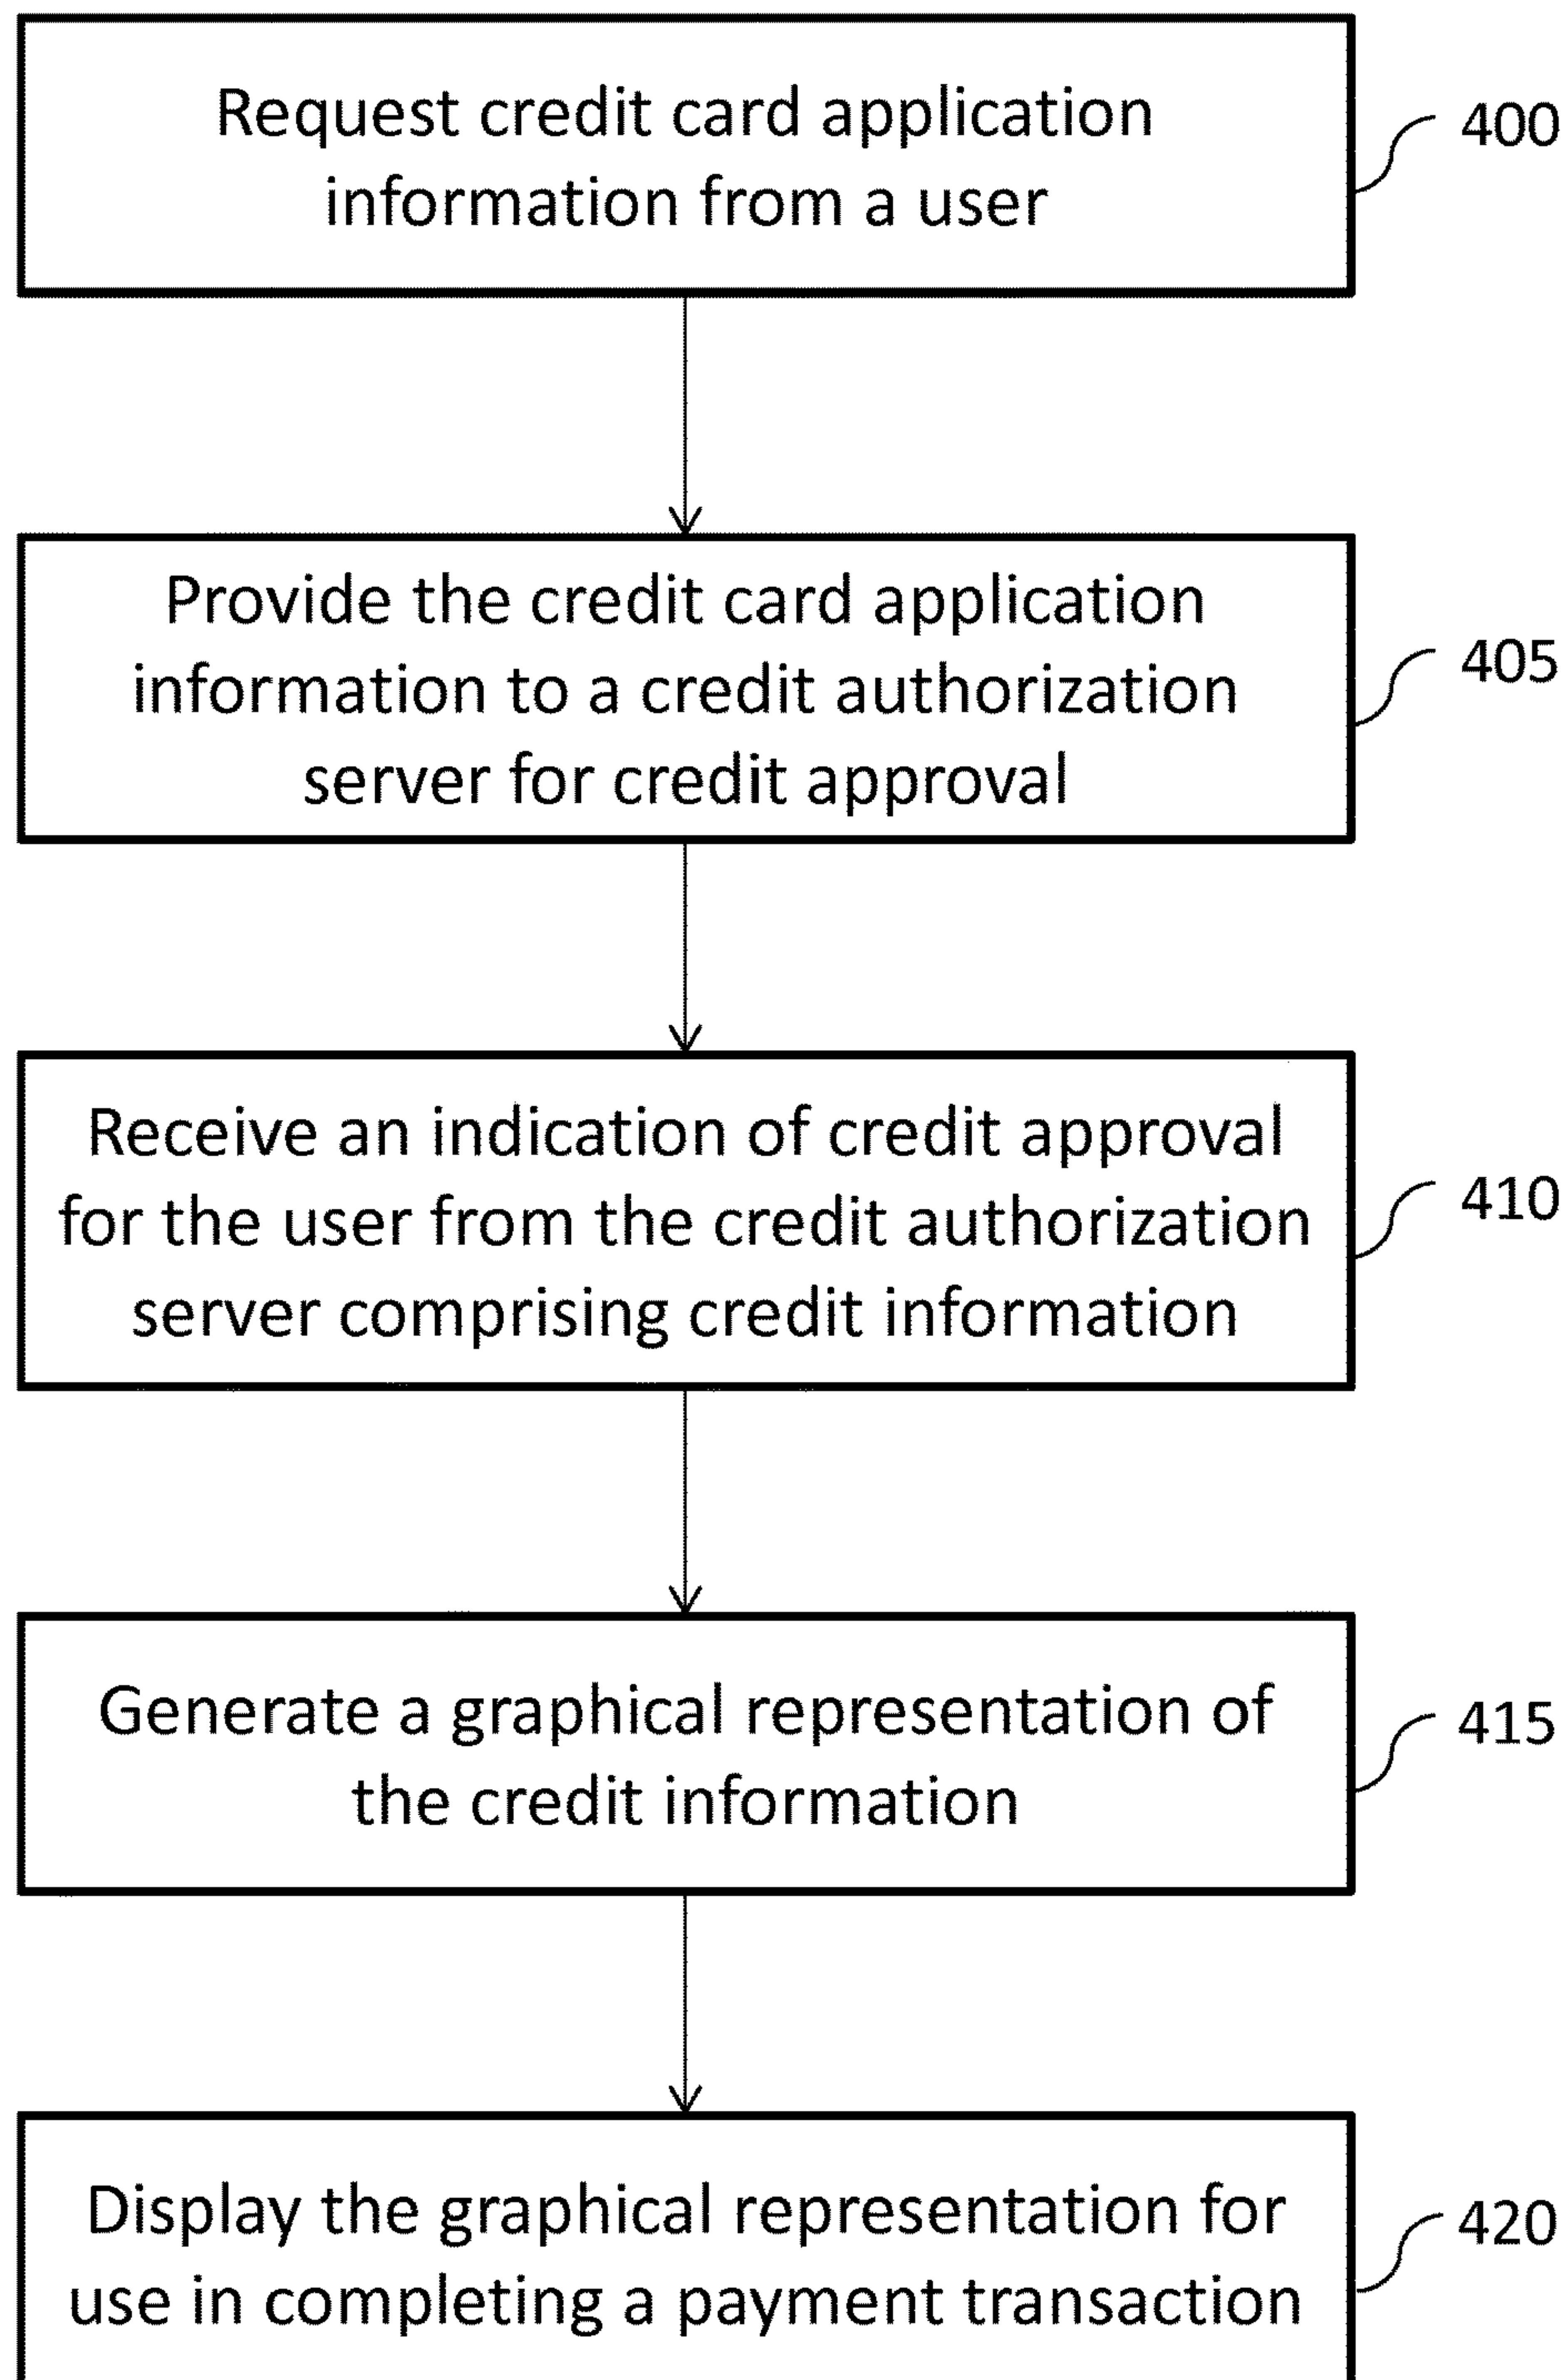 Request credit card application
information from a user
400
Provide the credit card application
information to a credit authorization
server for credit approval
405
Receive an indication of credit approval
for the user from the credit authorization
server comprising credit information
410
Generate a graphical representation of
the credit information
415
Display the graphical representation for
use in completing a payment transaction
420